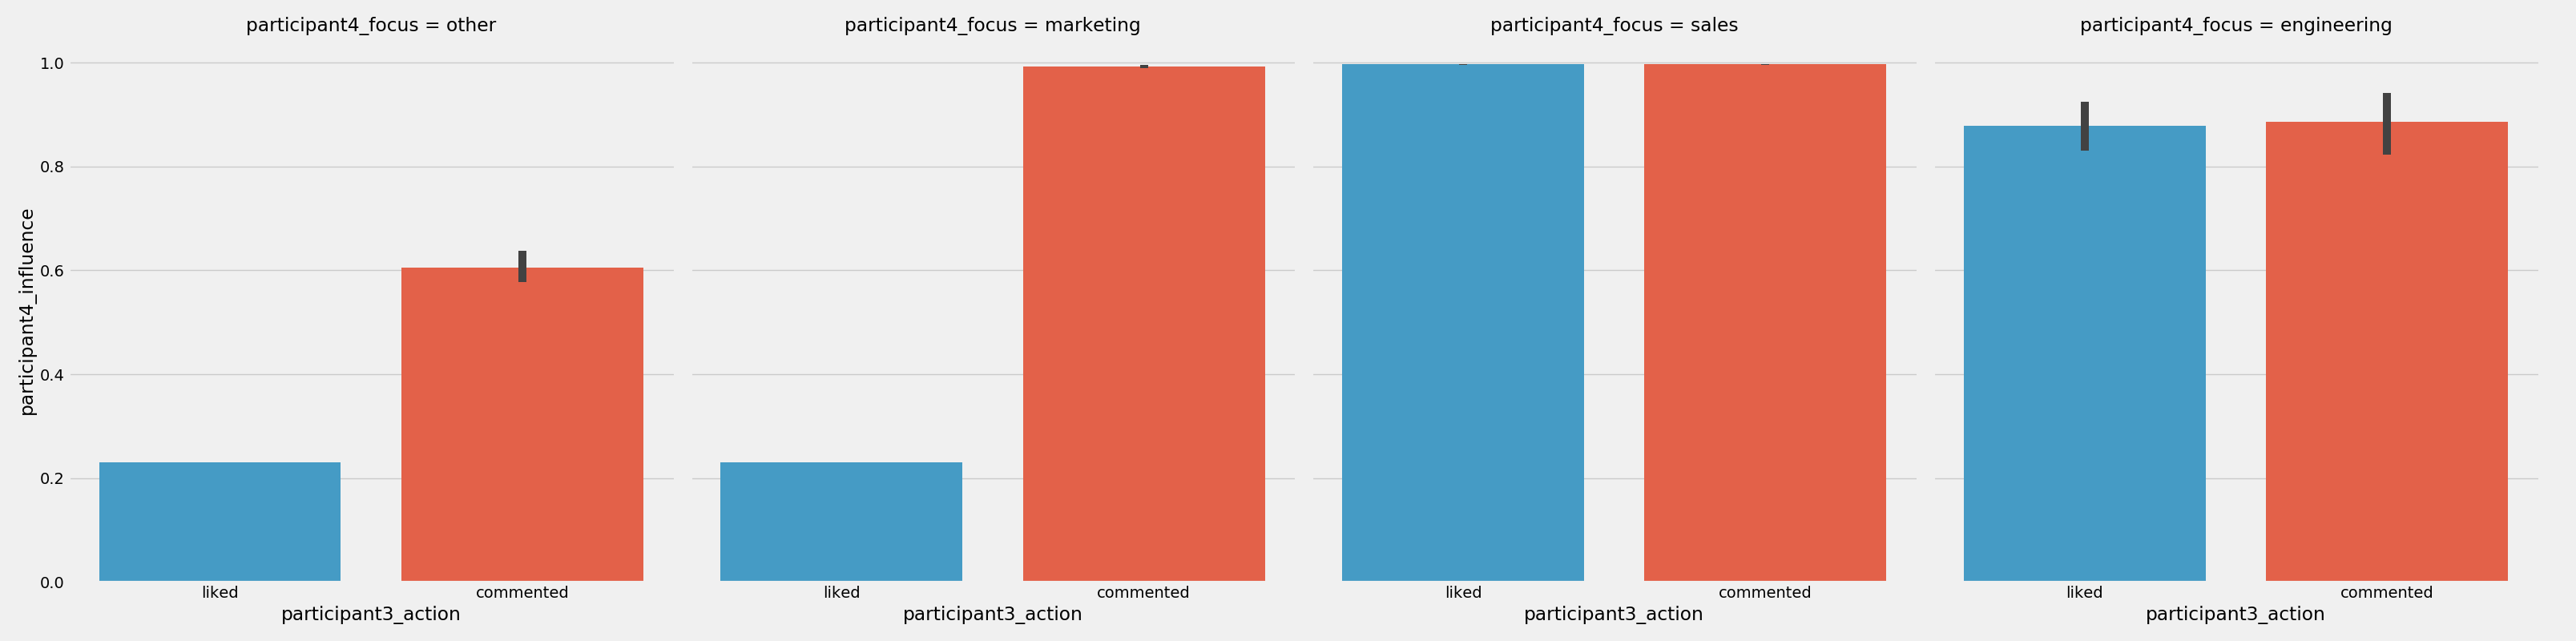 participant4_focus = other
participant4_focus = marketing
participant4_focus = sales
participant4_focus = engineering
participant4_influence
1.0
0.8
0.6
0.4
0.2
0.0
liked
commented
liked
commented
liked
commented
liked
commented
participant3_action
participant3_action
participant3_action
participant3_action